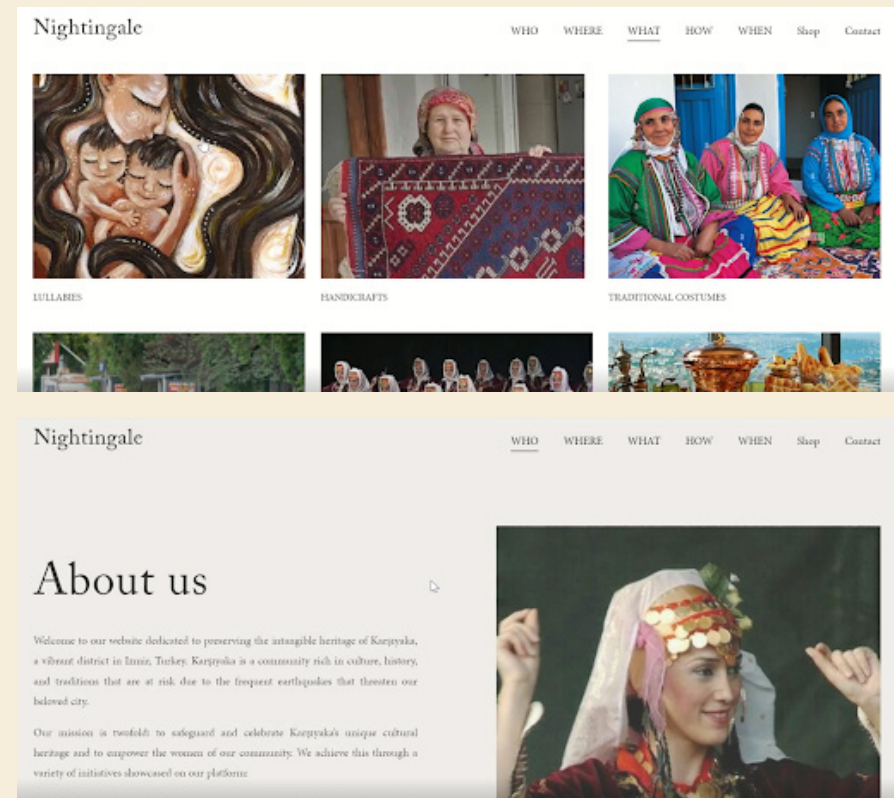 Nightingale
WHO WHERE WHAT HOW WHEN Shop Contact
LULLABIES HANDICRAFTS TRADITIONAL COSTUMES
Nightingale
WHO WHERE WHAT HOW WHEN Shop Contact
About us
Welcome to our website dedicated to preserving the intangible heritage of Karşıyaka,
a vibrant district in Izmir, Turkey. Karşıyaka is a community rich in culture, history,
and traditions that are at risk due to the frequent earthquakes that threaten our
beloved city.
Our mission is twofold: to safeguard and celebrate Karşıyaka's unique cultural
heritage and to empower the women of our community. We achieve this through a
variety of initiatives showcased on our platform: